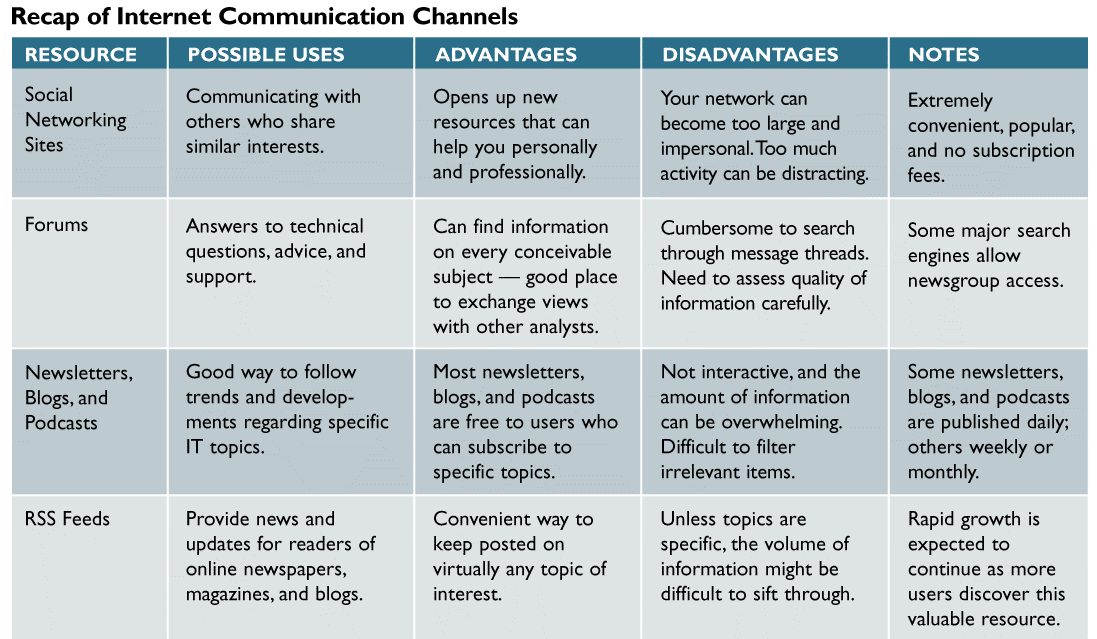 Recap of Internet Communication Channels
RESOURCE POSSIBLE USES ADVANTAGES DISADVANTAGES NOTES
Social
Networking
Sites
Communicating with
others who share
similar interests.
Opens up new
resources that can
help you personally
and professionally.
Your network can
become too large and
impersonal. Too much
activity can be distracting.
Extremely
convenient, popular,
and no subscription
fees.
Forums
Answers to technical
questions, advice, and
support.
Can find information
on every conceivable
subject — good place
to exchange views
with other analysts.
Cumbersome to search
through message threads.
Need to assess quality of
information carefully.
Some major search
engines allow
newsgroup access.
Newsletters,
Blogs, and
Podcasts
Good way to follow
trends and develop-
ments regarding specific
IT topics.
Most newsletters,
blogs, and podcasts
are free to users who
can subscribe to
specific topics.
Not interactive, and the
amount of information
can be overwhelming.
Difficult to filter
irrelevant items.
Some newsletters,
blogs, and podcasts
are published daily;
others weekly or
monthly.
RSS Feeds
Provide news and
updates for readers of
online newspapers,
magazines, and blogs.
Convenient way to
keep posted on
virtually any topic of
interest.
Unless topics are
specific, the volume of
information might be
difficult to sift through.
Rapid growth is
expected to
continue as more
users discover this
valuable resource.